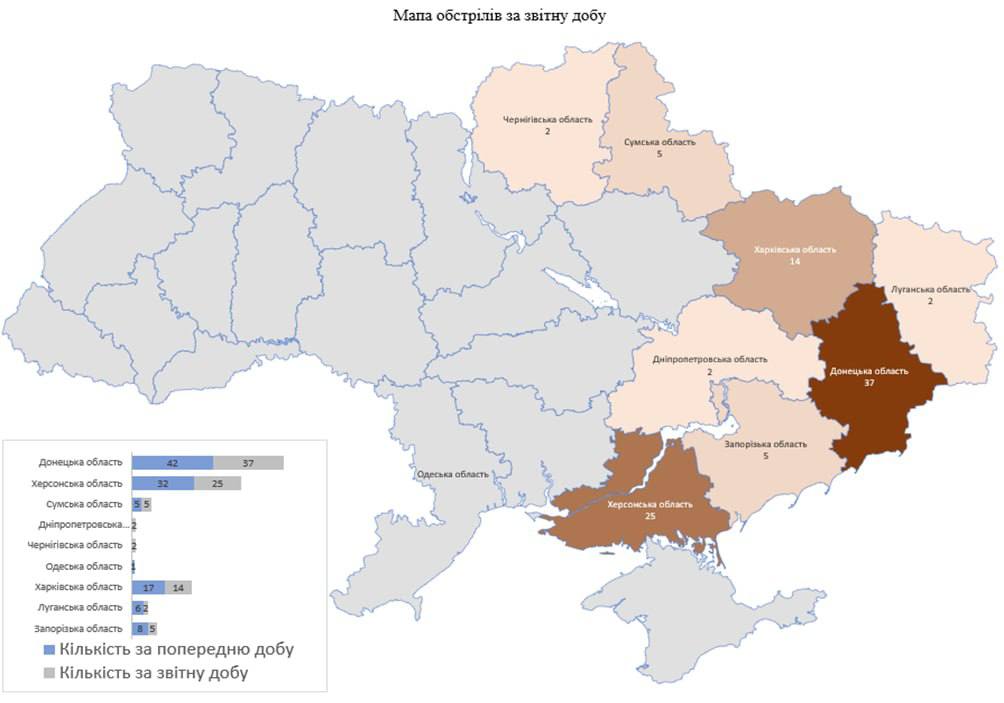 Мапа обстрілів за звітну добу
Чернігівська область
2
Сумська область
5
Харківська область
14
Луганська область
2
Дніпропетровська область
2
Донецька область
37
Запорізька область
5
Одеська область
Херсонська область
25
Донецька область 42 37
Херсонська область 32 25
Сумська область 5 5
Дніпропетровська... 2
Чернігівська область 2
Одеська область 1
Харківська область 17 14
Луганська область 6 2
Запорізька область 8 5
Кількість за попередню добу
Кількість за звітну добу